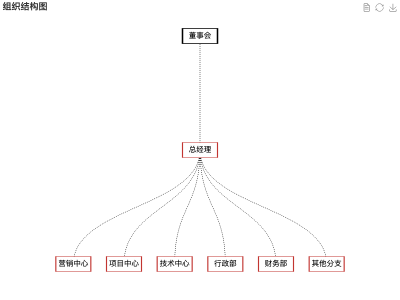 组织结构图
董事会
总经理
营销中心
项目中心
技术中心
行政部
财务部
其他分支